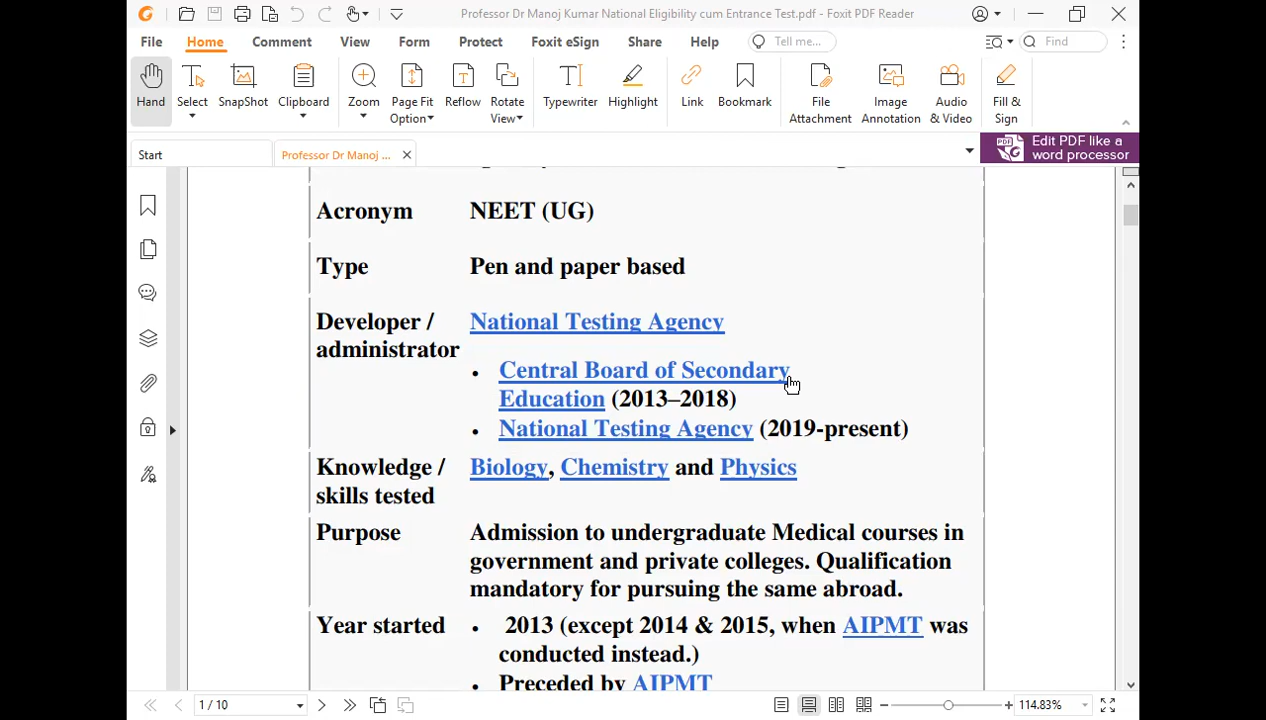 Professor Dr Manoj Kumar National Eligibility cum Entrance Test.pdf - Foxit PDF Reader
File Home Comment View Form Protect Foxit eSign Share Help Tell me... Find
Hand Select SnapShot Clipboard Zoom Page Fit Option Reflow Rotate View Typewriter Highlight Link Bookmark File Attachment Image Annotation Audio & Video Fill & Sign
Start Professor Dr Manoj ... Edit PDF like a
word processor
Acronym NEET (UG)
Type Pen and paper based
Developer / National Testing Agency
administrator
• Central Board of Secondary
Education (2013–2018)
• National Testing Agency (2019-present)
Knowledge / Biology, Chemistry and Physics
skills tested
Purpose Admission to undergraduate Medical courses in
government and private colleges. Qualification
mandatory for pursuing the same abroad.
Year started • 2013 (except 2014 & 2015, when AIPMT was
conducted instead.)
• Preceded by AIPMT
1 / 10 114.83%